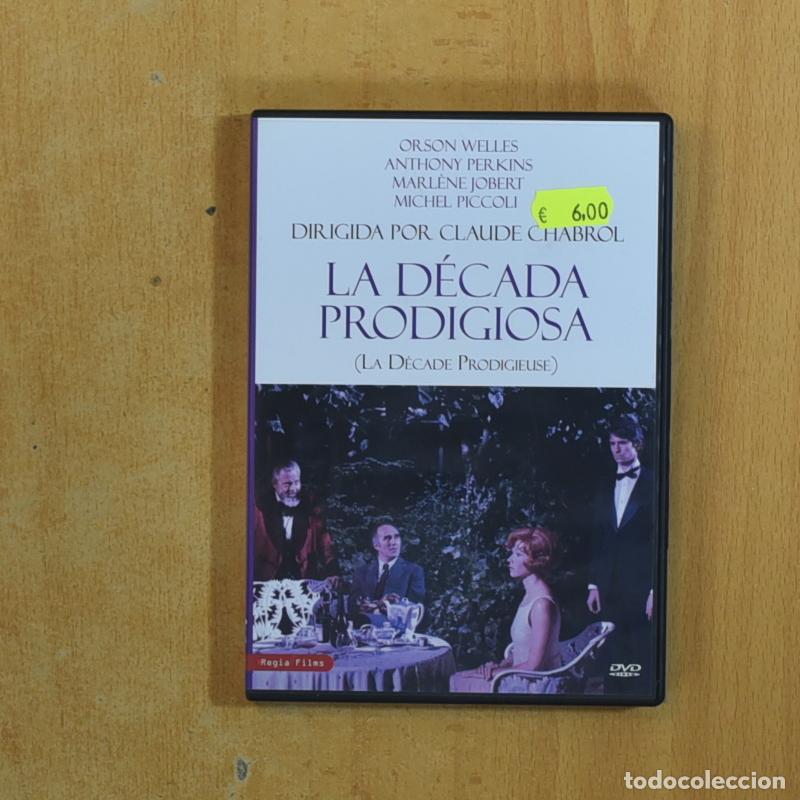 ORSON WELLES
ANTHONY PERKINS
MARLÈNE JOBERT
MICHEL PICCOLI
€ 6,00
DIRIGIDA POR CLAUDE CHABROL
LA DÉCADA
PRODIGIOSA
(LA DÉCADE PRODIGIEUSE)
Regia Films
DVD
VIDEO
todocoleccion